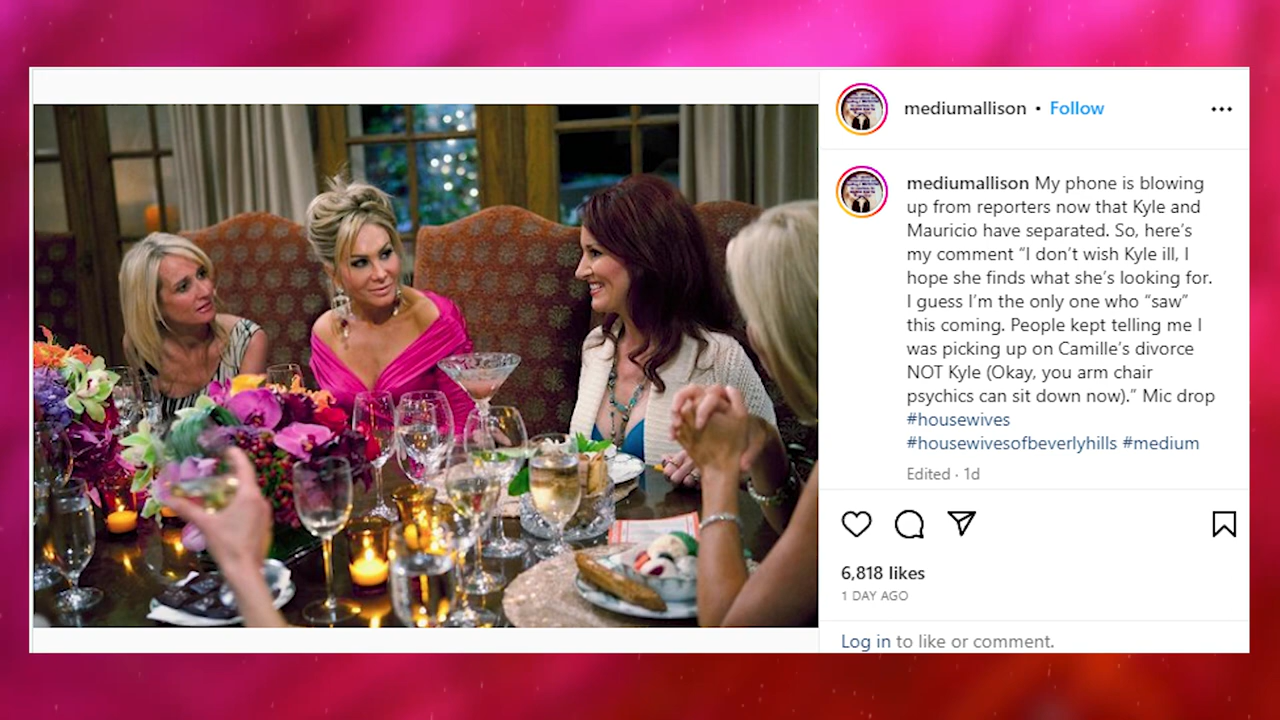 mediumallison • Follow
mediumallison My phone is blowing
up from reporters now that Kyle and
Mauricio have separated. So, here's
my comment “I don't wish Kyle ill, I
hope she finds what she's looking for.
I guess I'm the only one who “saw”
this coming. People kept telling me I
was picking up on Camille's divorce
NOT Kyle (Okay, you arm chair
psychics can sit down now).” Mic drop
#housewives
#housewivesofbeverlyhills #medium
Edited · 1d
6,818 likes
1 DAY AGO
Log in to like or comment.